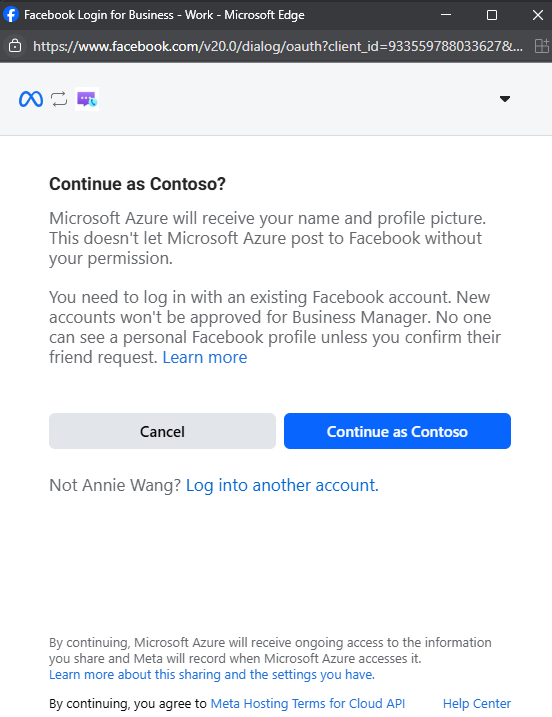 Facebook Login for Business - Work - Microsoft Edge
https://www.facebook.com/v20.0/dialog/oauth?client_id=933559788033627&...
Continue as Contoso?
Microsoft Azure will receive your name and profile picture.
This doesn't let Microsoft Azure post to Facebook without
your permission.
You need to log in with an existing Facebook account. New
accounts won't be approved for Business Manager. No one
can see a personal Facebook profile unless you confirm their
friend request. Learn more
Cancel
Continue as Contoso
Not Annie Wang? Log into another account.
By continuing, Microsoft Azure will receive ongoing access to the information
you share and Meta will record when Microsoft Azure accesses it.
Learn more about this sharing and the settings you have.
By continuing, you agree to Meta Hosting Terms for Cloud API
Help Center